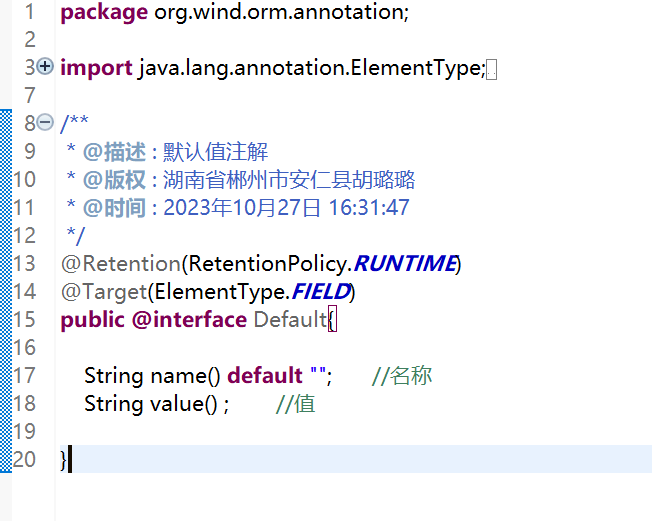 1 package org.wind.orm.annotation;
2
3 import java.lang.annotation.ElementType;
7
8 /**
9 * @描述 : 默认值注解
10 * @版权 : 湖南省郴州市安仁县胡璐璐
11 * @时间 : 2023年10月27日 16:31:47
12 */
13 @Retention(RetentionPolicy.RUNTIME)
14 @Target(ElementType.FIELD)
15 public @interface Default{
16
17 String name() default ""; //名称
18 String value() ; //值
19
20 }